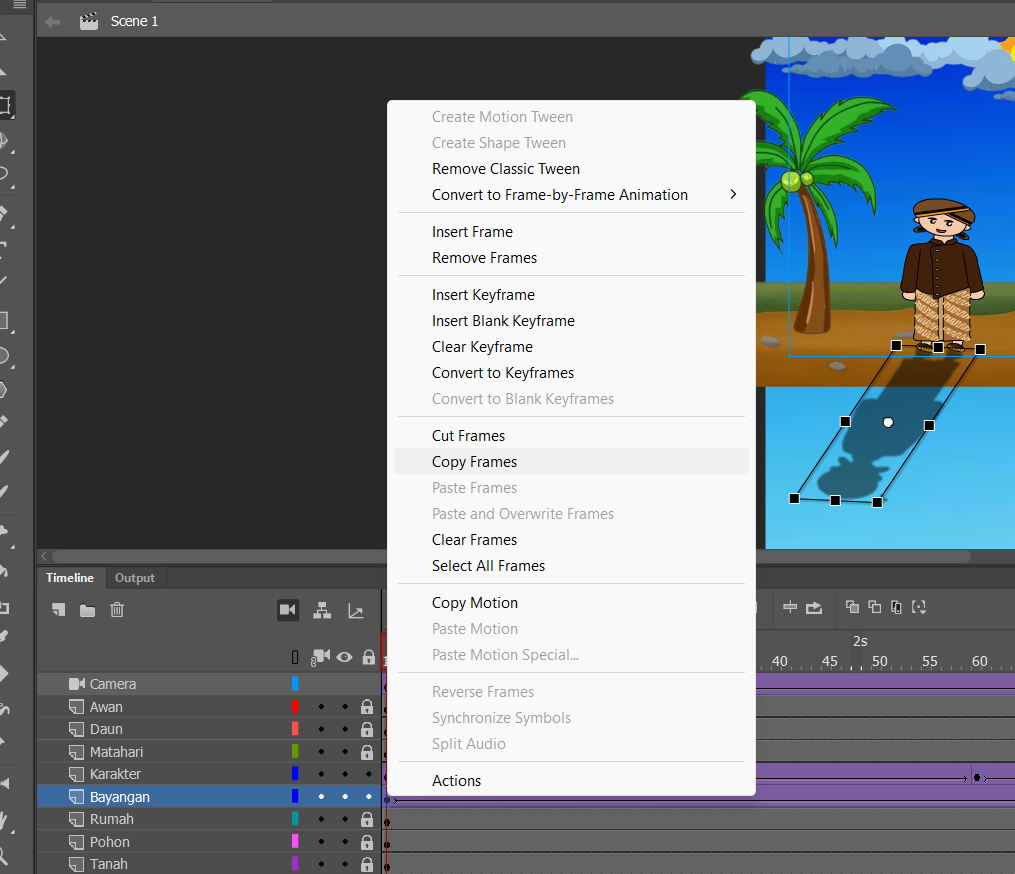 Scene 1
Create Motion Tween
Create Shape Tween
Remove Classic Tween
Convert to Frame-by-Frame Animation
Insert Frame
Remove Frames
Insert Keyframe
Insert Blank Keyframe
Clear Keyframe
Convert to Keyframes
Convert to Blank Keyframes
Cut Frames
Copy Frames
Paste Frames
Paste and Overwrite Frames
Clear Frames
Select All Frames
Copy Motion
Paste Motion
Paste Motion Special...
Reverse Frames
Synchronize Symbols
Split Audio
Actions
Timeline Output
2s
1 40 45 50 55 60
Camera
Awan
Daun
Matahari
Karakter
Bayangan
Rumah
Pohon
Tanah